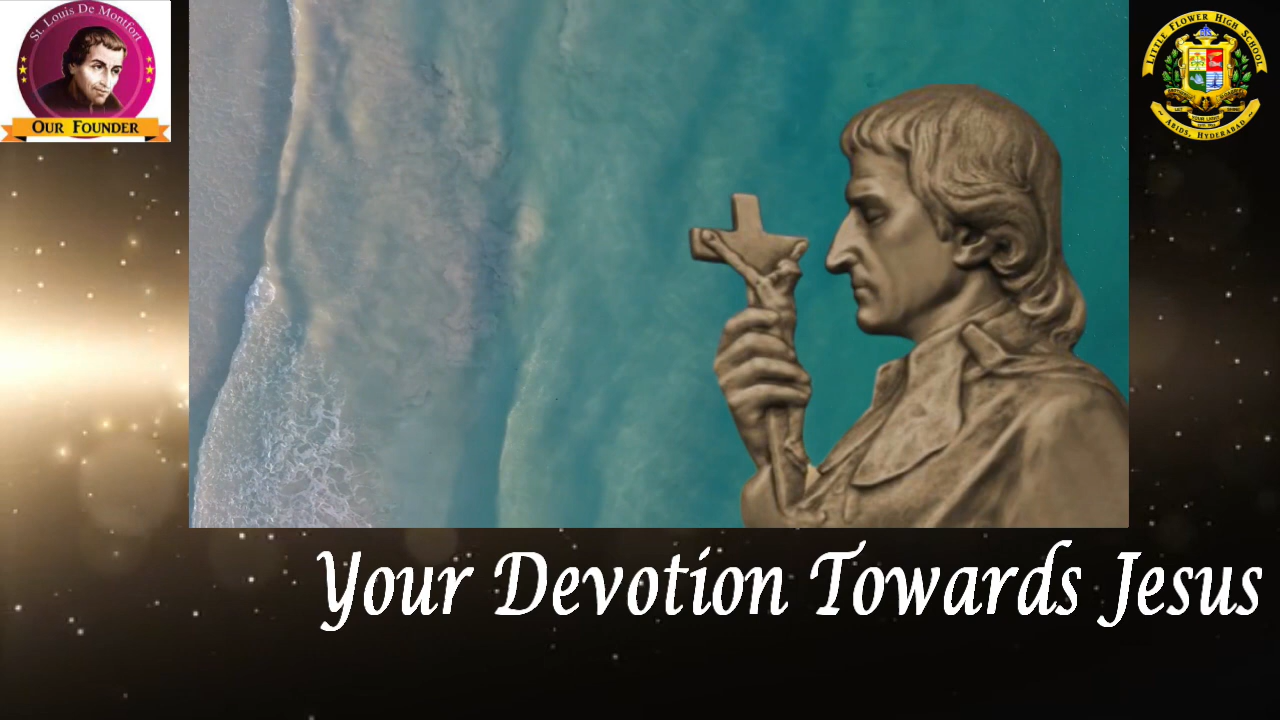 St. Louis De Montfort
OUR FOUNDER
LITTLE FLOWER HIGH SCHOOL
ABIDS, HYDERABAD
Your Devotion Towards Jesus